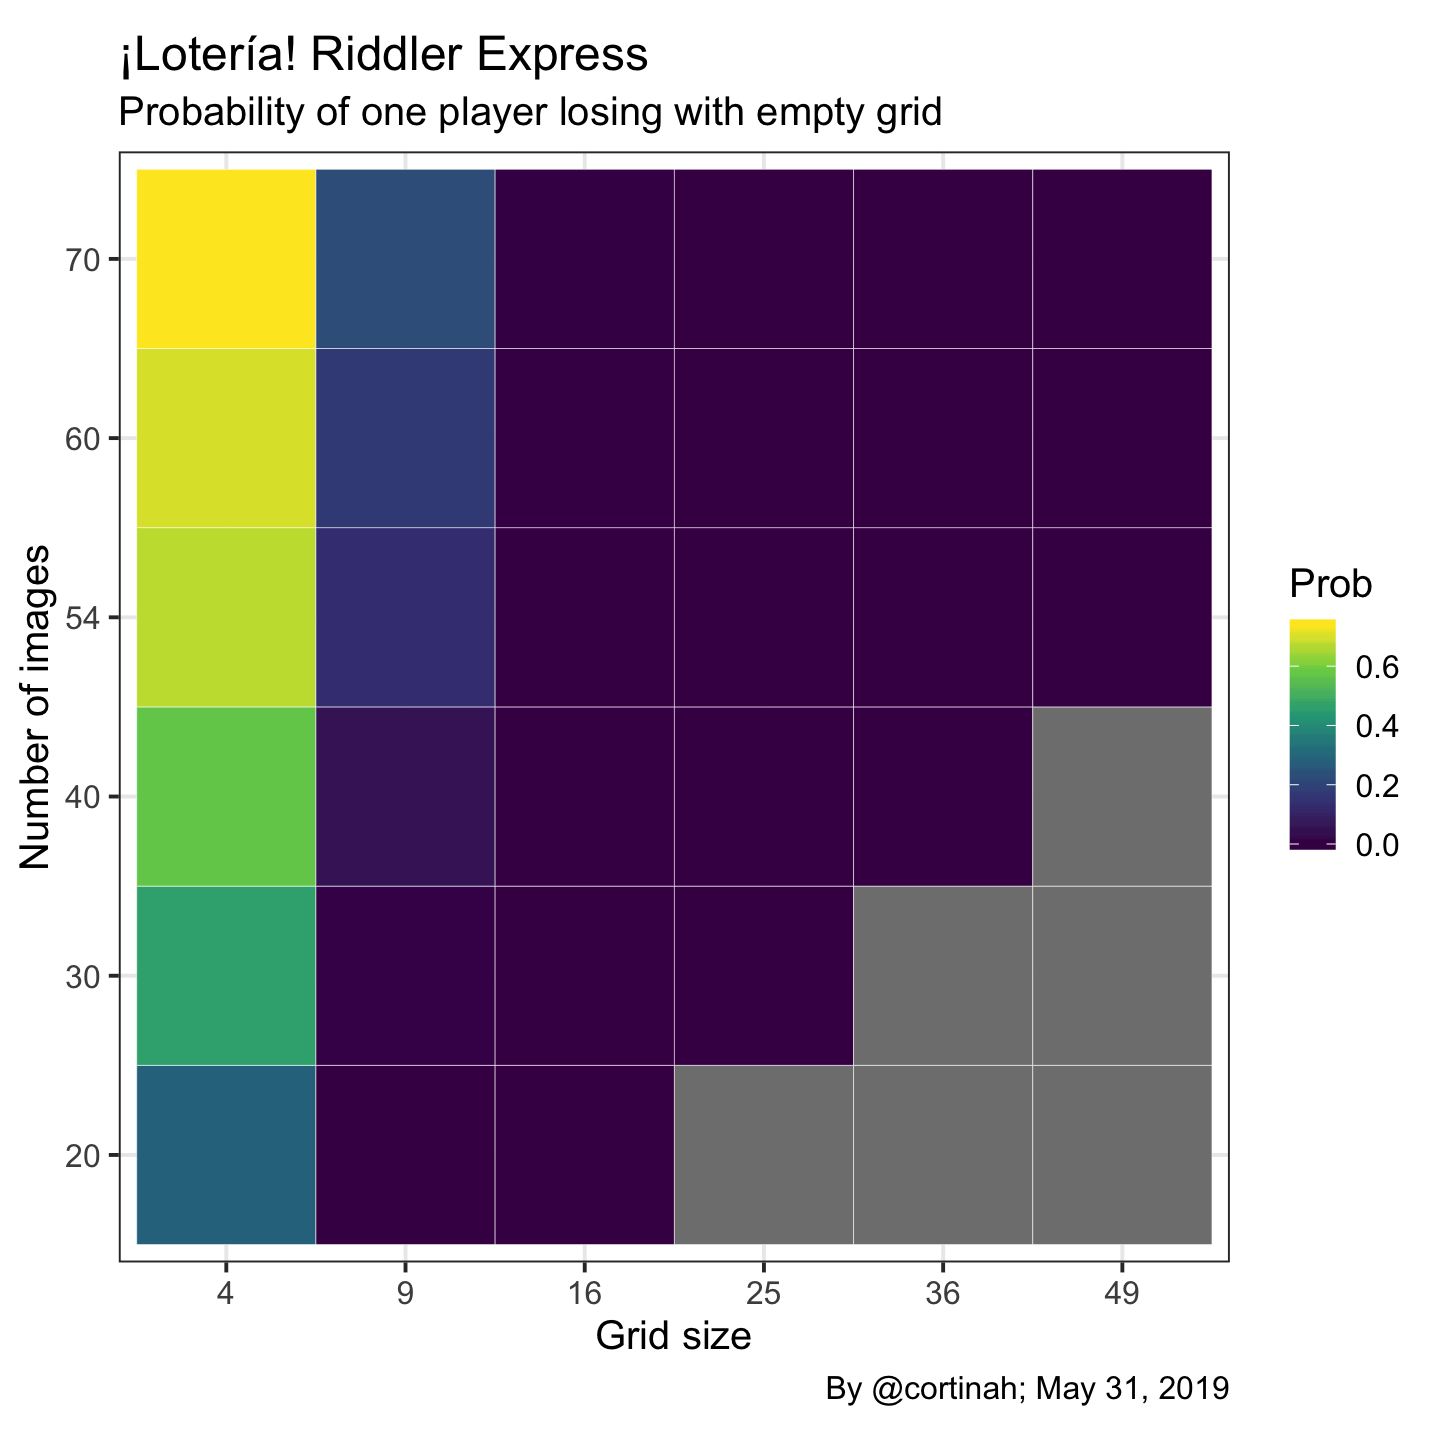 ¡Lotería! Riddler Express
Probability of one player losing with empty grid
Number of images
70
60
54
40
30
20
4 9 16 25 36 49
Grid size
Prob
0.6
0.4
0.2
0.0
By @cortinah; May 31, 2019